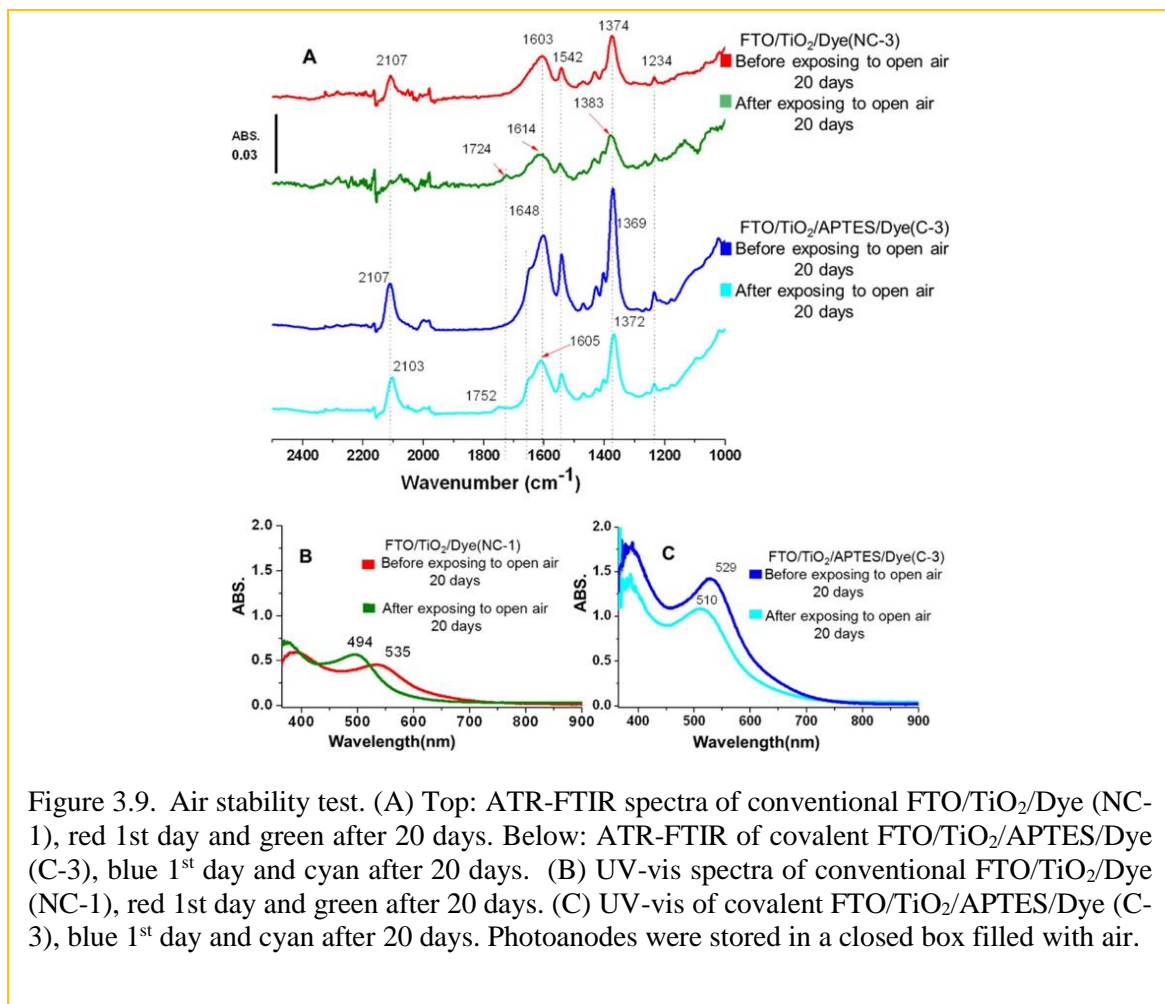 A
2107
1603
1542
1374
1234
FTO/TiO₂/Dye(NC-3)
Before exposing to open air
20 days
After exposing to open air
20 days
ABS.
0.03
1724
1614
1383
1648
1369
2107
FTO/TiO₂/APTES/Dye(C-3)
Before exposing to open air
20 days
After exposing to open air
20 days
2103
1752
1605
1372
2400 2200 2000 1800 1600 1400 1200 1000
Wavenumber (cm⁻¹)
B
FTO/TiO₂/Dye(NC-1)
Before exposing to open air
20 days
After exposing to open air
20 days
494
535
2.0
1.5
1.0
0.5
0.0
ABS.
400 500 600 700 800 900
Wavelength(nm)
C
FTO/TiO₂/APTES/Dye(C-3)
Before exposing to open air
20 days
After exposing to open air
20 days
529
510
2.0
1.5
1.0
0.5
0.0
ABS.
400 500 600 700 800 900
Wavelength(nm)
Figure 3.9. Air stability test. (A) Top: ATR-FTIR spectra of conventional FTO/TiO₂/Dye (NC-
1), red 1st day and green after 20 days. Below: ATR-FTIR of covalent FTO/TiO₂/APTES/Dye
(C-3), blue 1ˢᵗ day and cyan after 20 days. (B) UV-vis spectra of conventional FTO/TiO₂/Dye
(NC-1), red 1st day and green after 20 days. (C) UV-vis of covalent FTO/TiO₂/APTES/Dye (C-
3), blue 1ˢᵗ day and cyan after 20 days. Photoanodes were stored in a closed box filled with air.